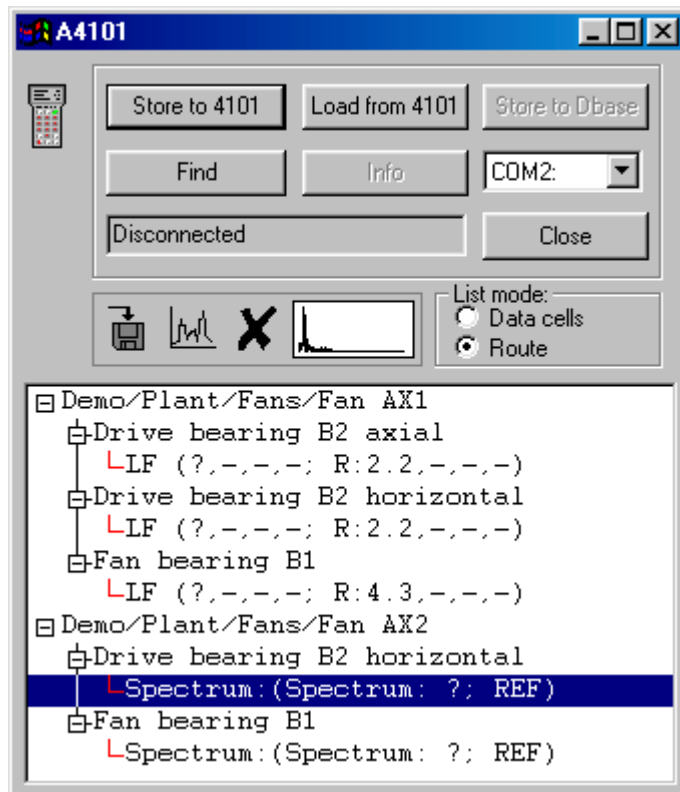 A4101
Store to 4101 Load from 4101 Store to Dbase
Find Info COM2:
Disconnected Close
List mode:
Data cells
Route
Demo/Plant/Fans/Fan AX1
Drive bearing B2 axial
LF (?,-,-,-; R:2.2,-,-,-)
Drive bearing B2 horizontal
LF (?,-,-,-; R:2.2,-,-,-)
Fan bearing B1
LF (?,-,-,-; R:4.3,-,-,-)
Demo/Plant/Fans/Fan AX2
Drive bearing B2 horizontal
Spectrum:(Spectrum: ?; REF)
Fan bearing B1
Spectrum:(Spectrum: ?; REF)